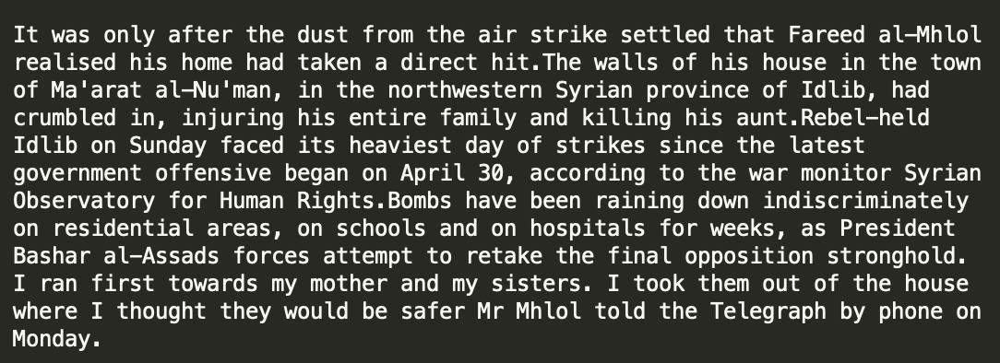 It was only after the dust from the air strike settled that Fareed al-Mhlol
realised his home had taken a direct hit.The walls of his house in the town
of Ma'arat al-Nu'man, in the northwestern Syrian province of Idlib, had
crumbled in, injuring his entire family and killing his aunt.Rebel-held
Idlib on Sunday faced its heaviest day of strikes since the latest
government offensive began on April 30, according to the war monitor Syrian
Observatory for Human Rights.Bombs have been raining down indiscriminately
on residential areas, on schools and on hospitals for weeks, as President
Bashar al-Assads forces attempt to retake the final opposition stronghold.
I ran first towards my mother and my sisters. I took them out of the house
where I thought they would be safer Mr Mhlol told the Telegraph by phone on
Monday.